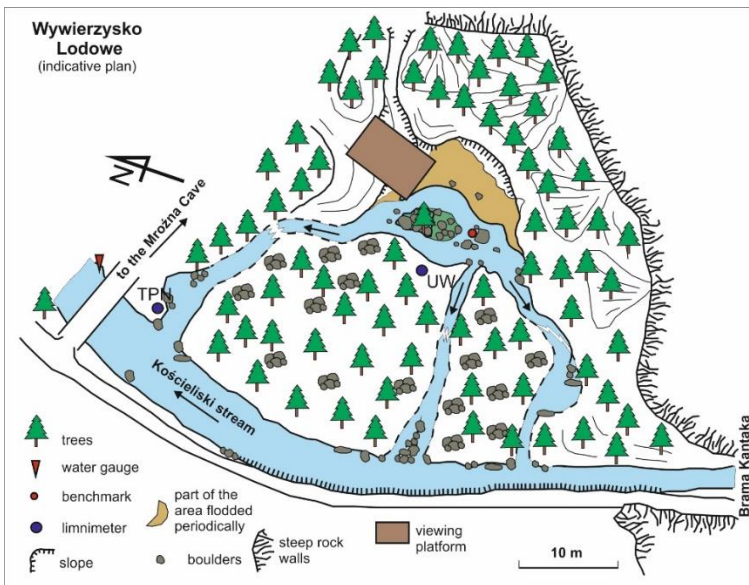 Wywierzysko
Lodowe
(indicative plan)
N
to the Mroźna Cave
TPN
UW
Kościeliski stream
Brama Kantaka
trees
water gauge
benchmark
limnimeter
slope
part of the
area flooded
periodically
boulders
steep rock
walls
viewing
platform
10 m